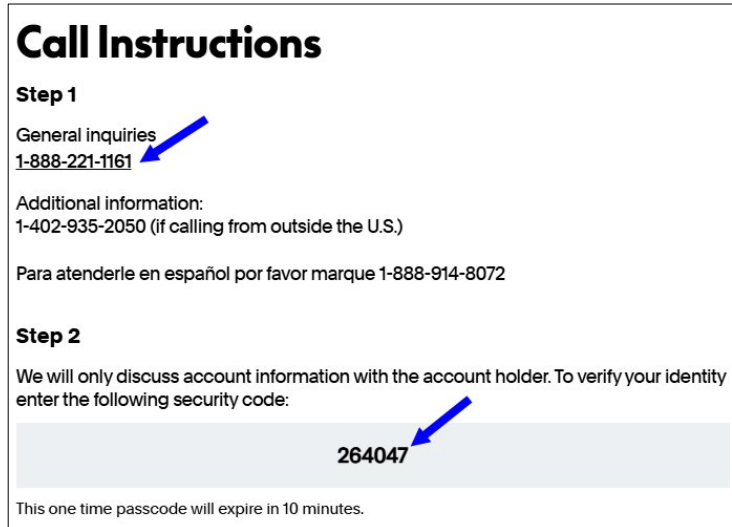 Call Instructions
Step 1
General inquiries
1-888-221-1161
Additional information:
1-402-935-2050 (if calling from outside the U.S.)
Para atenderle en español por favor marque 1-888-914-8072
Step 2
We will only discuss account information with the account holder. To verify your identity
enter the following security code:
264047
This one time passcode will expire in 10 minutes.